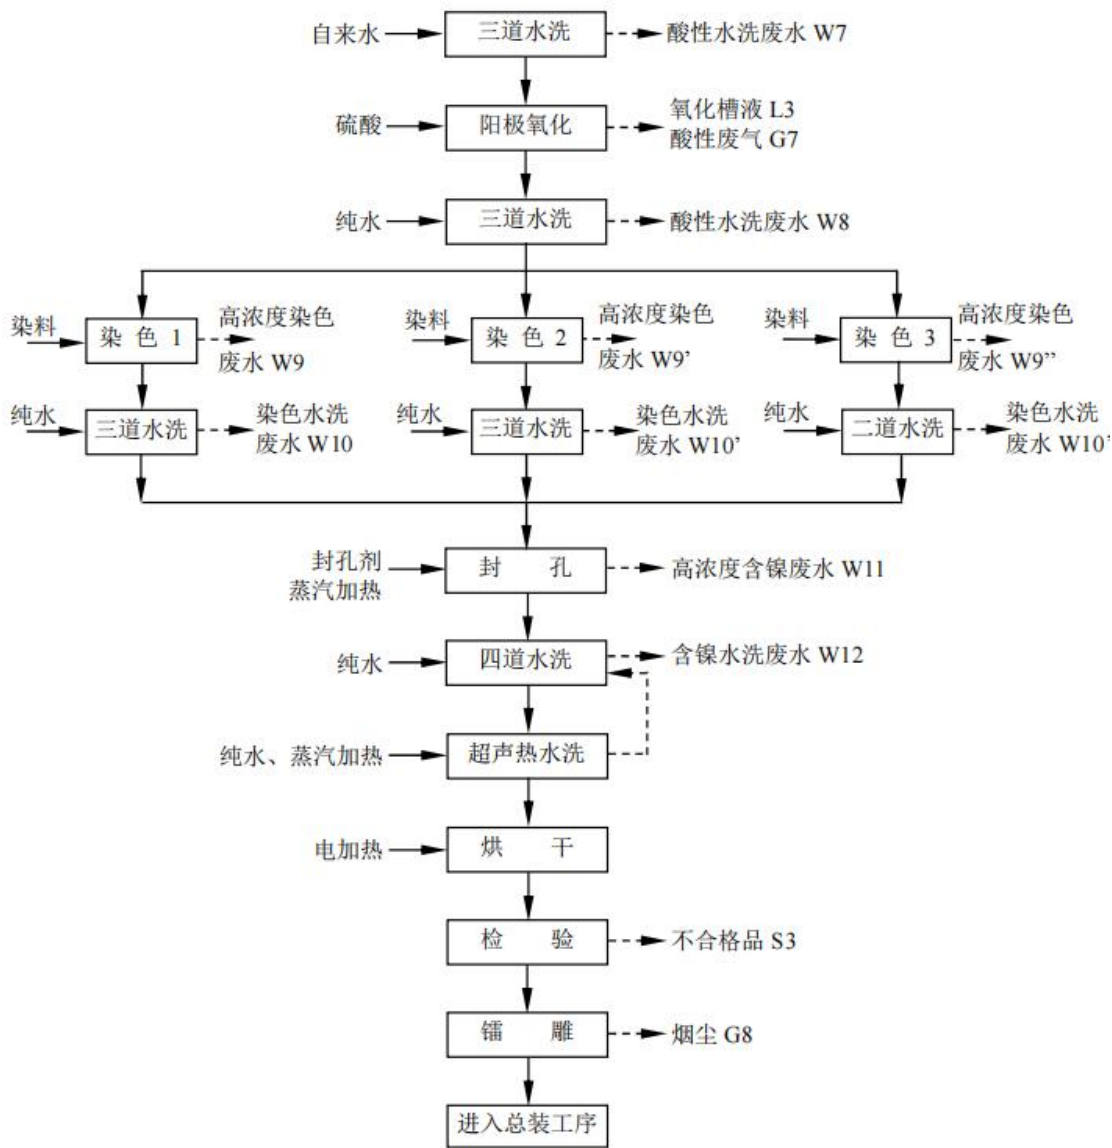 自来水
三道水洗
酸性水洗废水 W7
硫酸
阳极氧化
氧化槽液 L3
酸性废气 G7
纯水
三道水洗
酸性水洗废水 W8
染料
染 色 1
高浓度染色
废水 W9
染料
染 色 2
高浓度染色
废水 W9’
染料
染 色 3
高浓度染色
废水 W9’’
纯水
三道水洗
染色水洗
废水 W10
纯水
三道水洗
染色水洗
废水 W10’
纯水
二道水洗
染色水洗
废水 W10’
封孔剂
蒸汽加热
封 孔
高浓度含镍废水 W11
纯水
四道水洗
含镍水洗废水 W12
纯水、蒸汽加热
超声热水洗
电加热
烘 干
检 验
不合格品 S3
镭 雕
烟尘 G8
进入总装工序